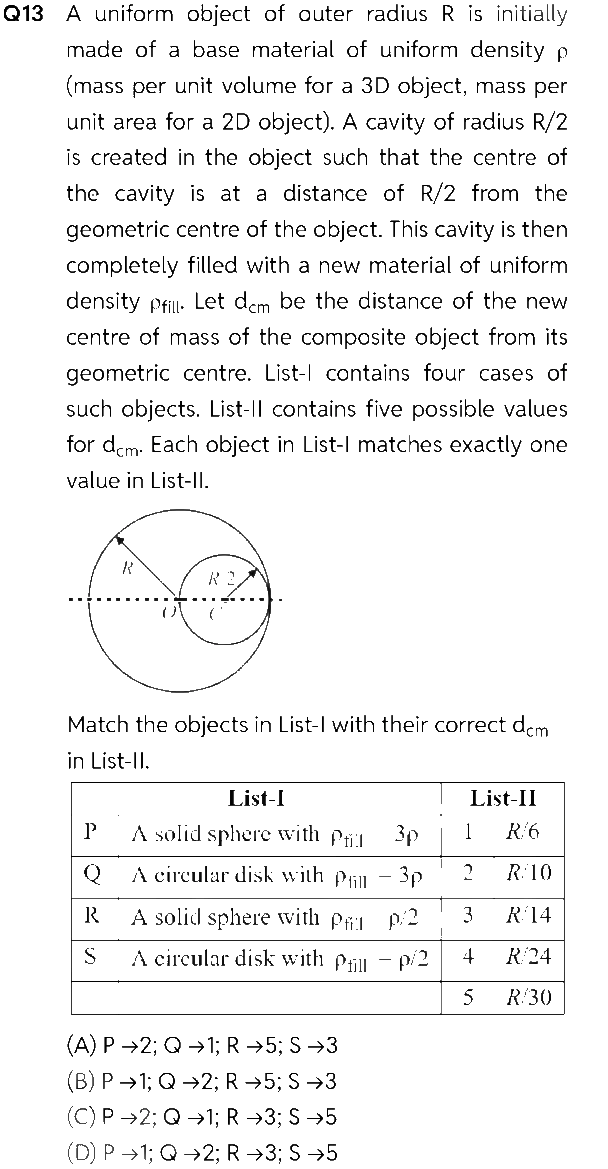 Q13 A uniform object of outer radius R is initially
made of a base material of uniform density ρ
(mass per unit volume for a 3D object, mass per
unit area for a 2D object). A cavity of radius R/2
is created in the object such that the centre of
the cavity is at a distance of R/2 from the
geometric centre of the object. This cavity is then
completely filled with a new material of uniform
density ρfill. Let dcm be the distance of the new
centre of mass of the composite object from its
geometric centre. List-I contains four cases of
such objects. List-II contains five possible values
for dcm. Each object in List-I matches exactly one
value in List-II.
R
R 2
O
Match the objects in List-I with their correct dcm
in List-II.
List-I List-II
P A solid sphere with ρfill 3ρ 1 R/6
Q A circular disk with ρfill – 3ρ 2 R/10
R A solid sphere with ρfill ρ/2 3 R/14
S A circular disk with ρfill – ρ/2 4 R/24
5 R/30
(A) P →2; Q →1; R →5; S →3
(B) P →1; Q →2; R →5; S →3
(C) P →2; Q →1; R →3; S →5
(D) P →1; Q →2; R →3; S →5